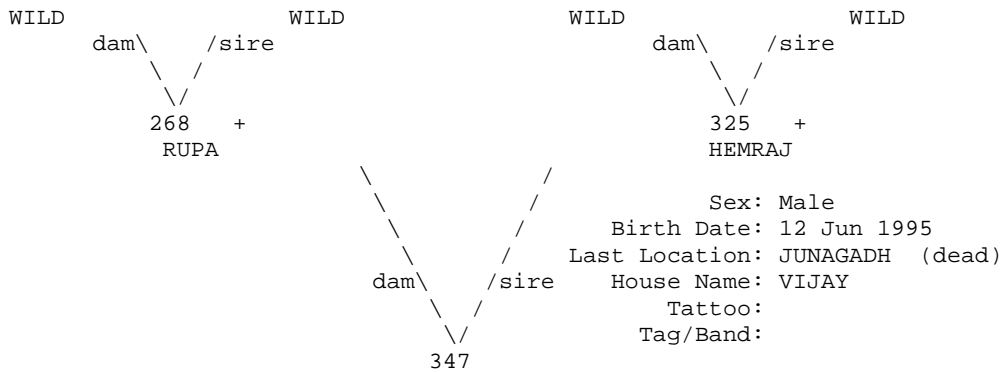 WILD WILD WILD WILD
dam\ /sire dam\ /sire
\ / \ /
\/ \/
268 + 325 +
RUPA HEMRAJ
\ /
\ / Sex: Male
\ / Birth Date: 12 Jun 1995
\ / Last Location: JUNAGADH (dead)
dam\ /sire House Name: VIJAY
\ / Tattoo:
\/ Tag/Band:
347